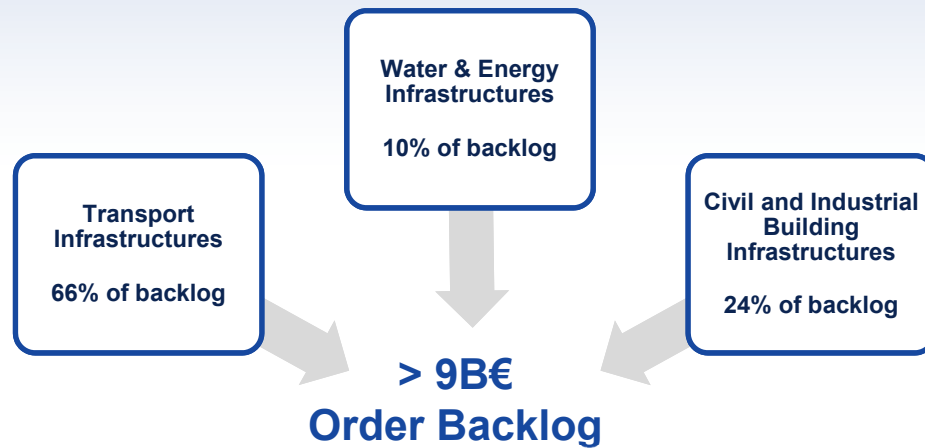 Water & Energy
Infrastructures
10% of backlog
Transport
Infrastructures
66% of backlog
Civil and Industrial
Building
Infrastructures
24% of backlog
> 9B€
Order Backlog